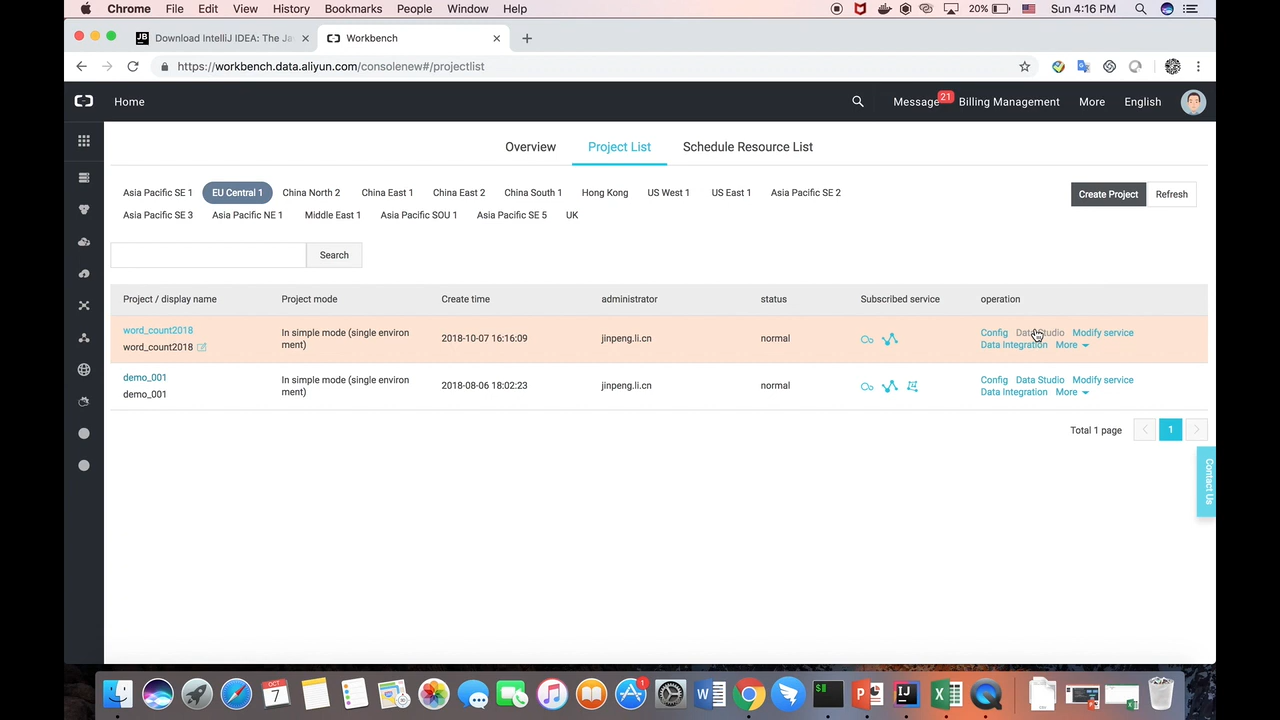 Chrome File Edit View History Bookmarks People Window Help 20% Sun 4:16 PM
Download IntelliJ IDEA: The Ja Workbench
https://workbench.data.aliyun.com/consolenew#/projectlist
Home Message 21 Billing Management More English
Overview Project List Schedule Resource List
Asia Pacific SE 1 EU Central 1 China North 2 China East 1 China East 2 China South 1 Hong Kong US West 1 US East 1 Asia Pacific SE 2
Create Project Refresh
Asia Pacific SE 3 Asia Pacific NE 1 Middle East 1 Asia Pacific SOU 1 Asia Pacific SE 5 UK
Search
Project / display name Project mode Create time administrator status Subscribed service operation
word_count2018 In simple mode (single environ 2018-10-07 16:16:09 jinpeng.li.cn normal Config Data Studio Modify service
word_count2018 ment) Data Integration More
demo_001 In simple mode (single environ 2018-08-06 18:02:23 jinpeng.li.cn normal Config Data Studio Modify service
demo_001 ment) Data Integration More
Total 1 page 1
Contact Us
OCT
7
1